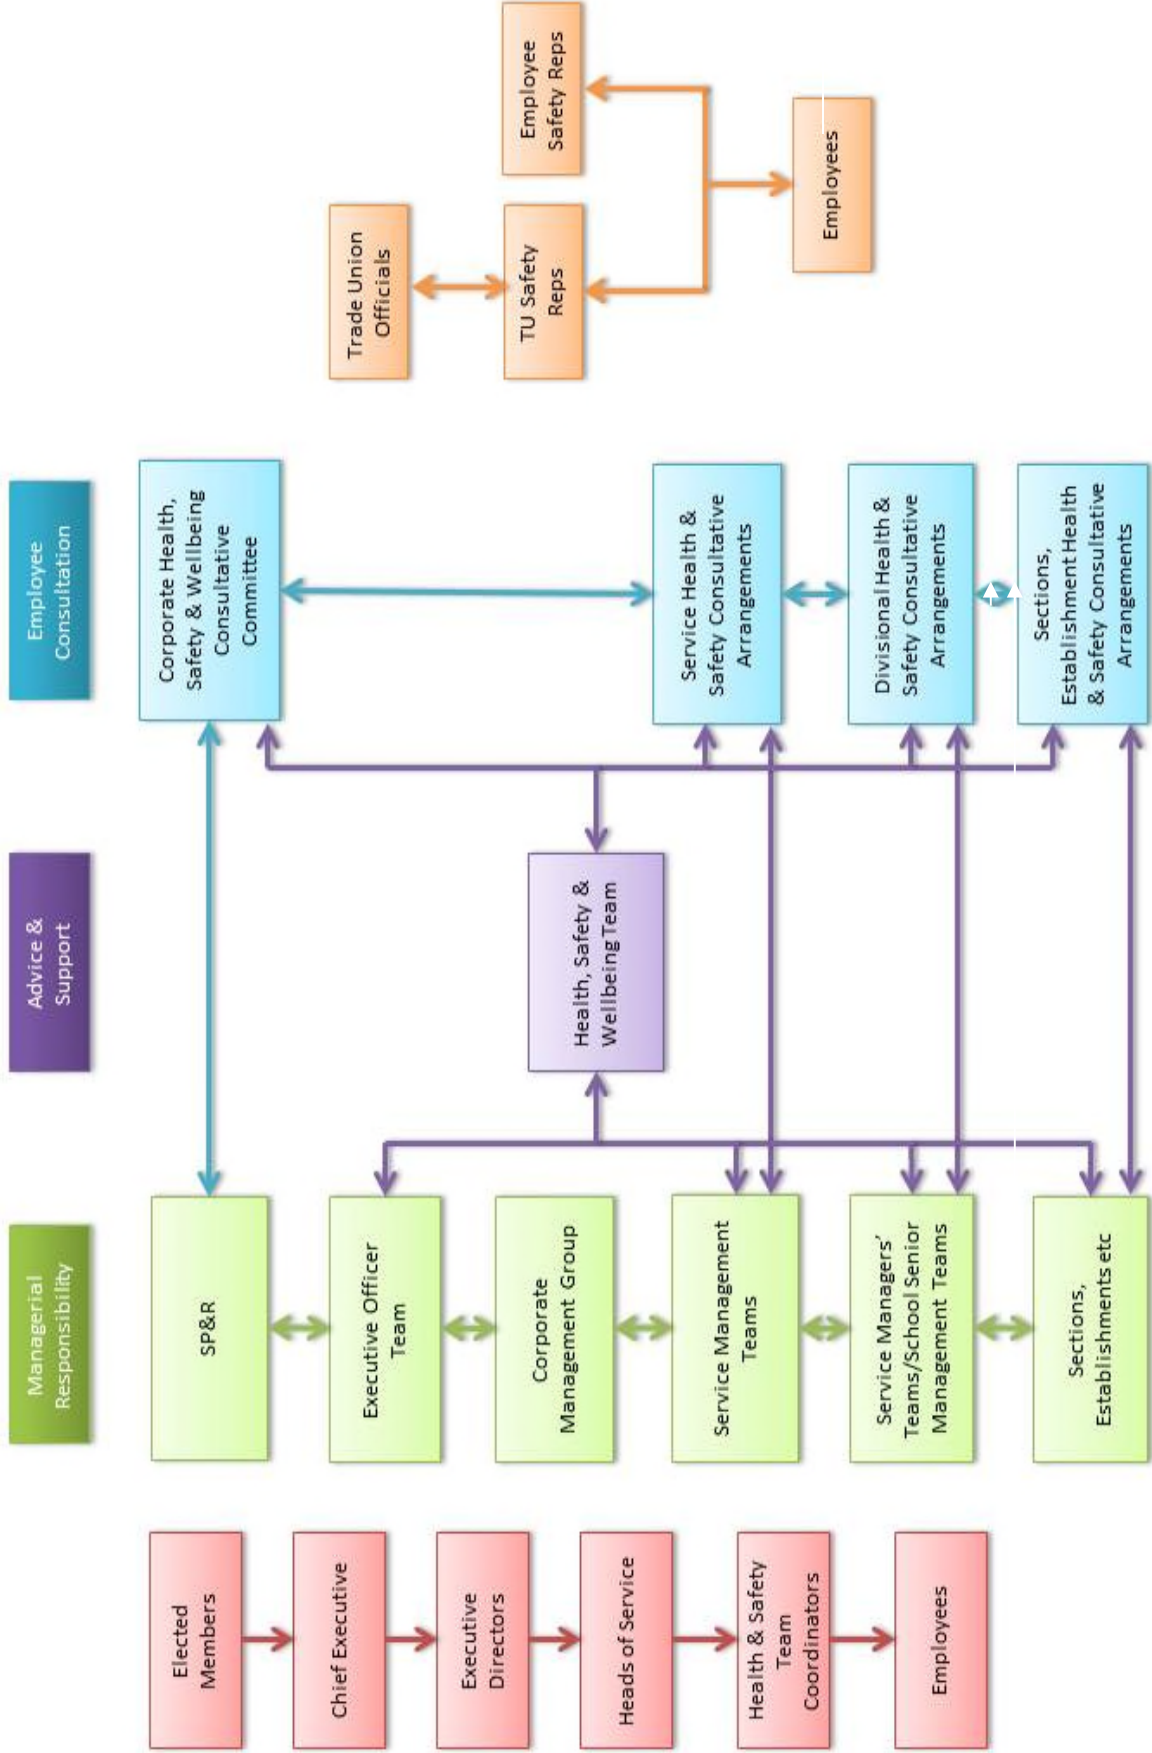 Elected
Members
Chief Executive
Executive
Directors
Heads of Service
Health & Safety
Team
Coordinators
Employees
Managerial
Responsibility
SP&R
Executive Officer
Team
Corporate
Management Group
Service Management
Teams
Service Managers’
Teams/School Senior
Management Teams
Sections,
Establishments etc
Advice &
Support
Health, Safety &
Wellbeing Team
Employee
Consultation
Corporate Health,
Safety & Wellbeing
Consultative
Committee
Service Health &
Safety Consultative
Arrangements
Divisional Health &
Safety Consultative
Arrangements
Sections,
Establishment Health
& Safety Consultative
Arrangements
Trade Union
Officials
TU Safety
Reps
Employee
Safety Reps
Employees